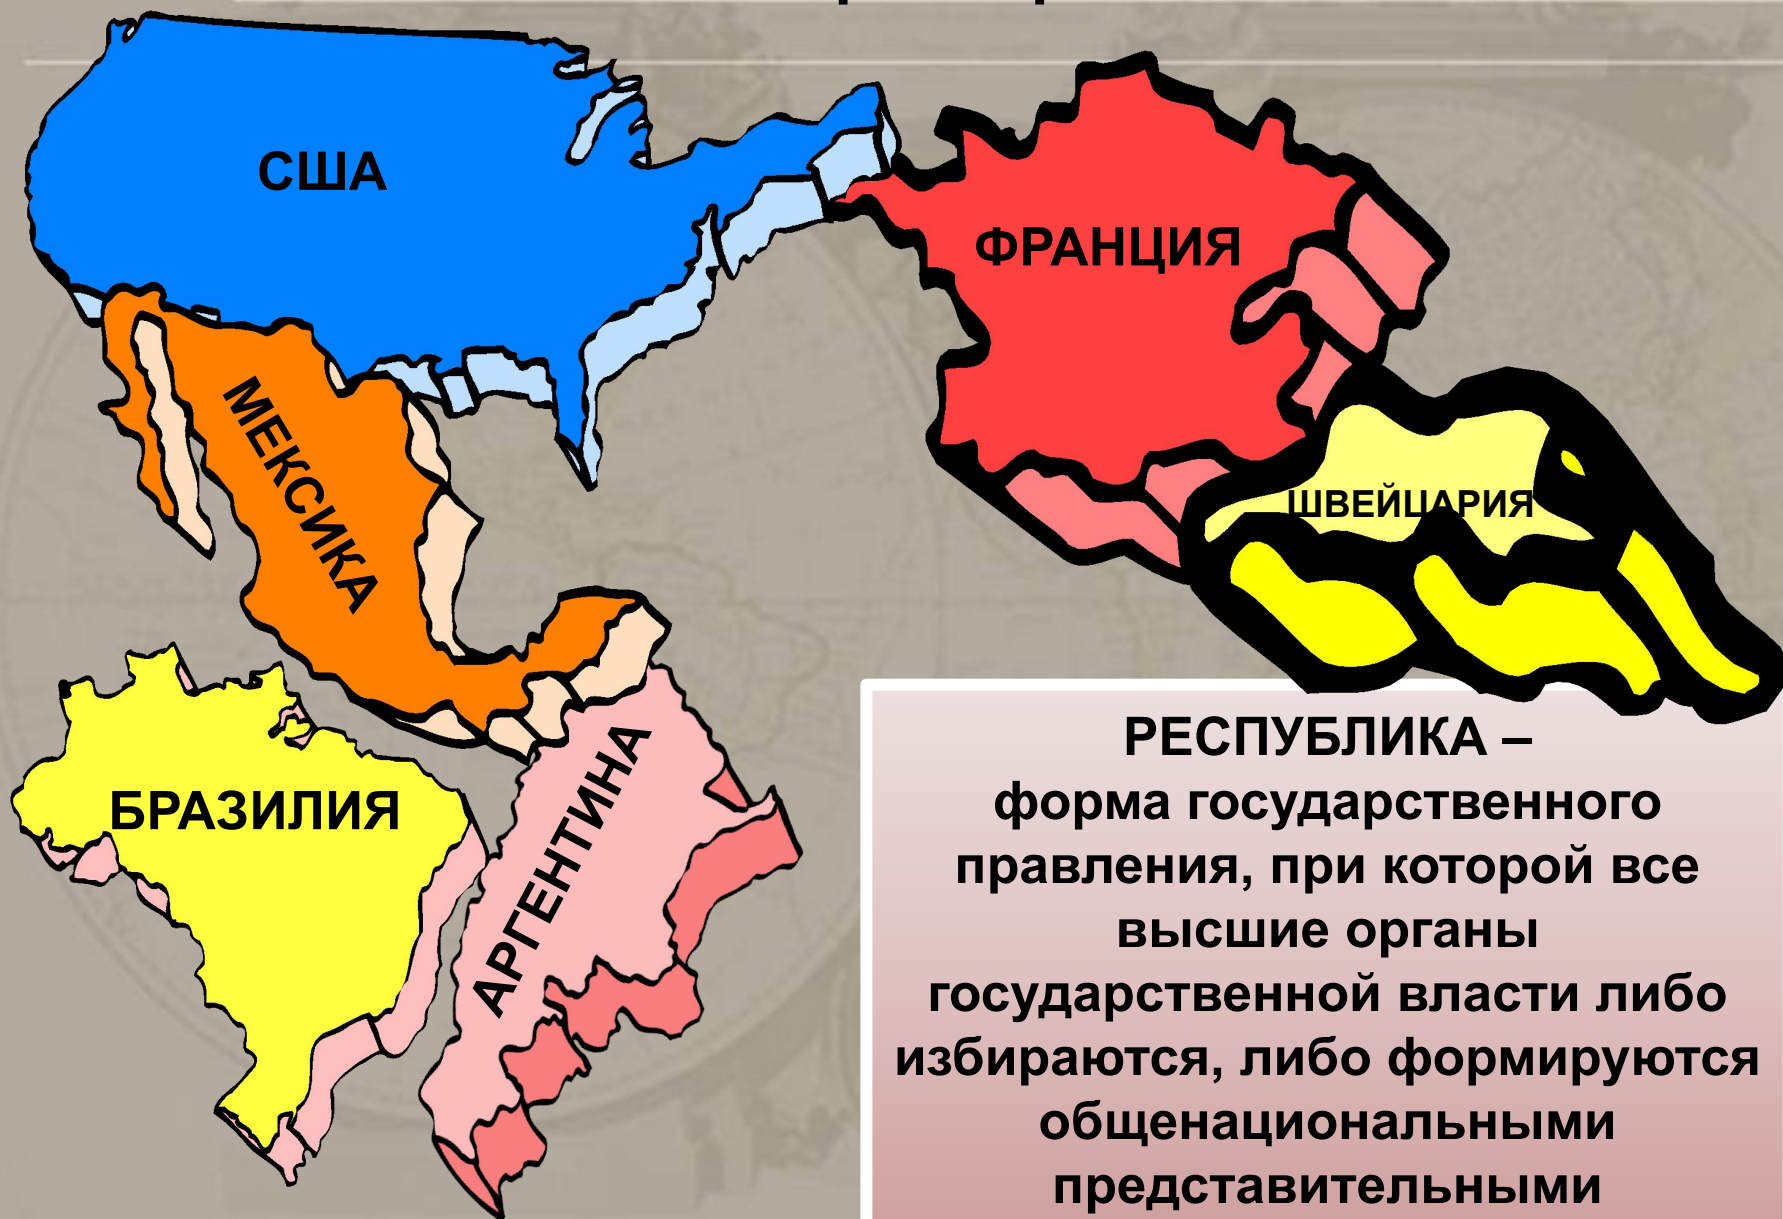 США
ФРАНЦИЯ
МЕКСИКА
ШВЕЙЦАРИЯ
БРАЗИЛИЯ
АРГЕНТИНА
РЕСПУБЛИКА –
форма государственного
правления, при которой все
высшие органы
государственной власти либо
избираются, либо формируются
общенациональными
представительными